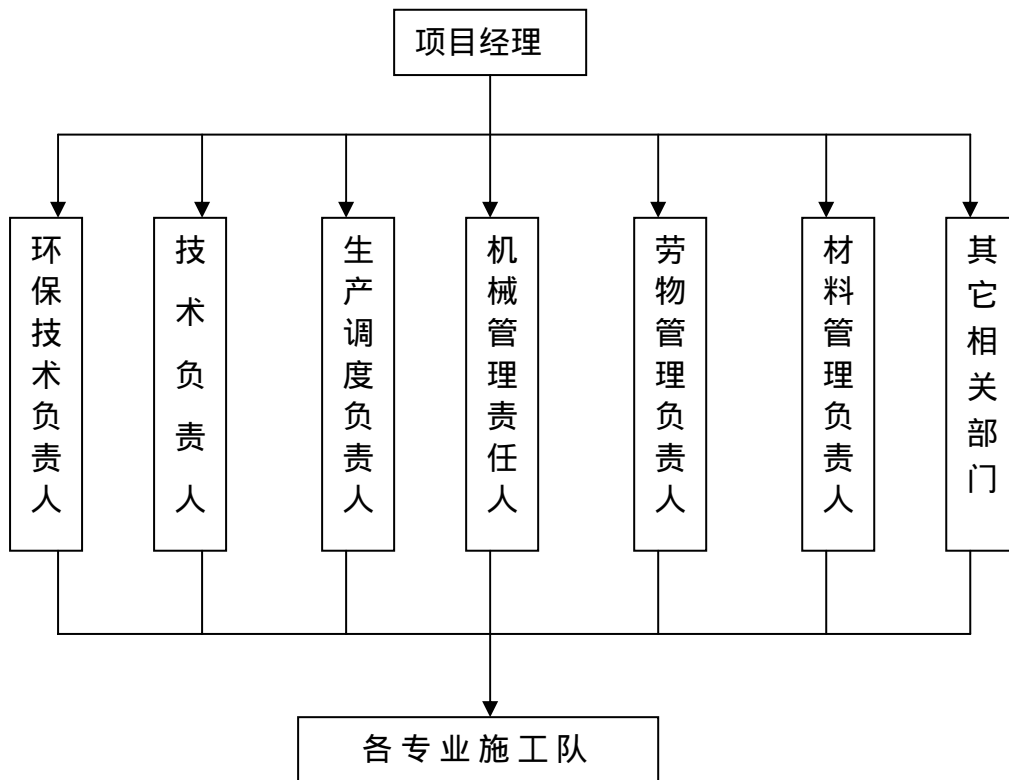 项目经理
环保技术负责人
技术负责人
生产调度负责人
机械管理责任人
劳物管理负责人
材料管理负责人
其它相关部门
各专业施工队